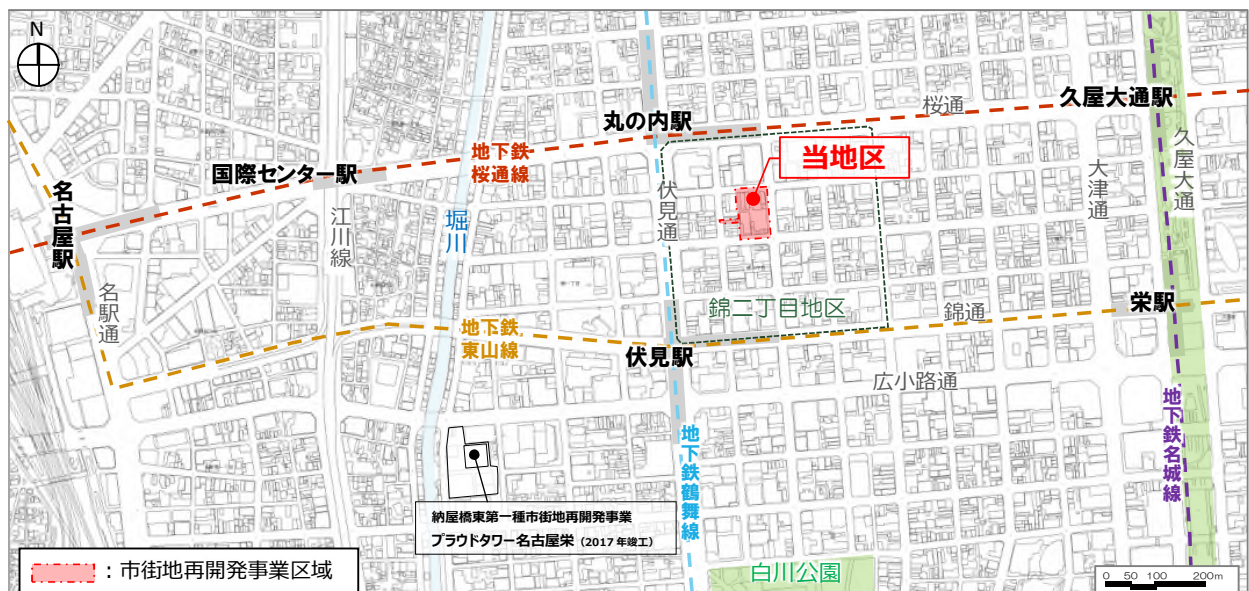 N
久屋大通駅
桜通
丸の内駅
地下鉄
桜通線
当地区
国際センター駅
名古屋駅
江川線
堀川
伏見通
大津通
久屋大通
名駅通
錦二丁目地区
錦通
栄駅
地下鉄
東山線
伏見駅
広小路通
地下鉄鶴舞線
地下鉄名城線
納屋橋東第一種市街地再開発事業
プラウドタワー名古屋栄（2017年竣工）
白川公園
：市街地再開発事業区域
0 50 100 200m